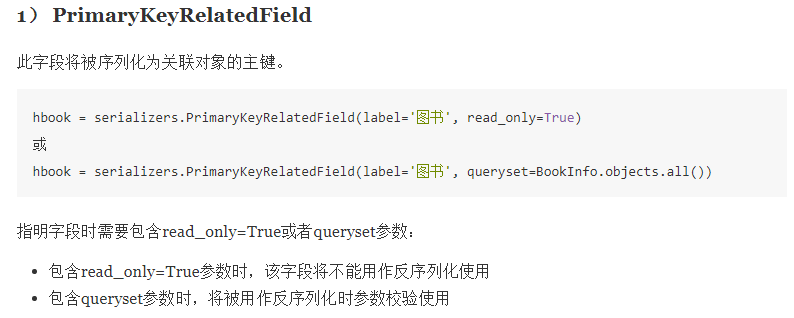 1） PrimaryKeyRelatedField
此字段将被序列化为关联对象的主键。
hbook = serializers.PrimaryKeyRelatedField(label='图书', read_only=True)
或
hbook = serializers.PrimaryKeyRelatedField(label='图书', queryset=BookInfo.objects.all())
指明字段时需要包含read_only=True或者queryset参数：
• 包含read_only=True参数时，该字段将不能用作反序列化使用
• 包含queryset参数时，将被用作反序列化时参数校验使用